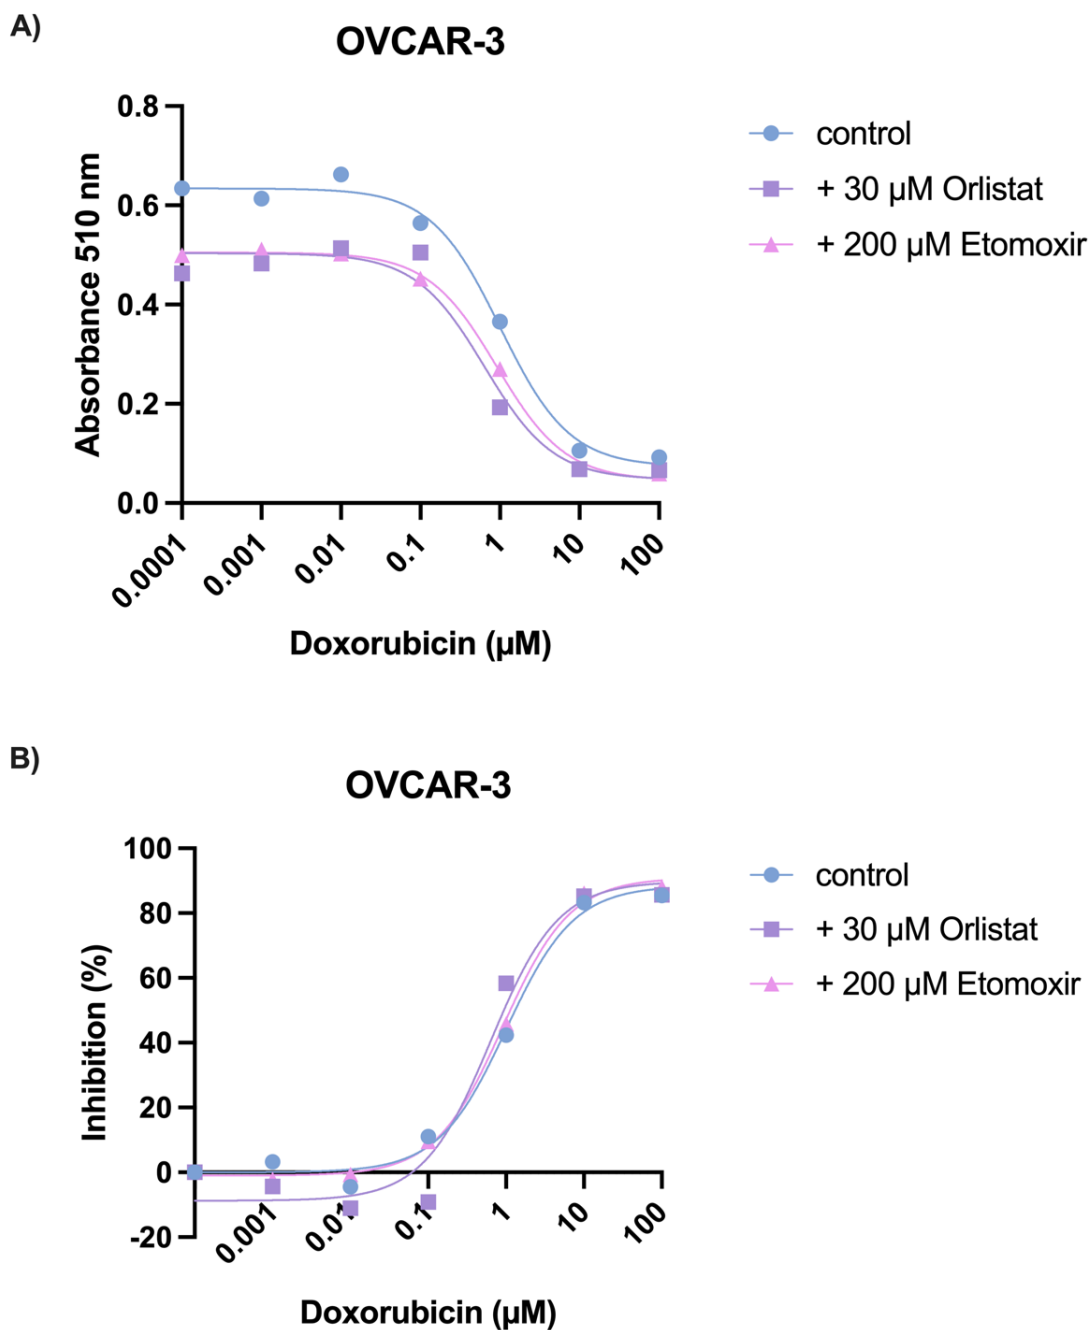 A)
OVCAR-3
0.8
0.6
0.4
0.2
0.0
Absorbance 510 nm
0.0001
0.001
0.01
0.1
1
10
100
Doxorubicin (µM)
control
+ 30 µM Orlistat
+ 200 µM Etomoxir
B)
OVCAR-3
100
80
60
40
20
0
-20
Inhibition (%)
0.001
0.01
0.1
1
10
100
Doxorubicin (µM)
control
+ 30 µM Orlistat
+ 200 µM Etomoxir